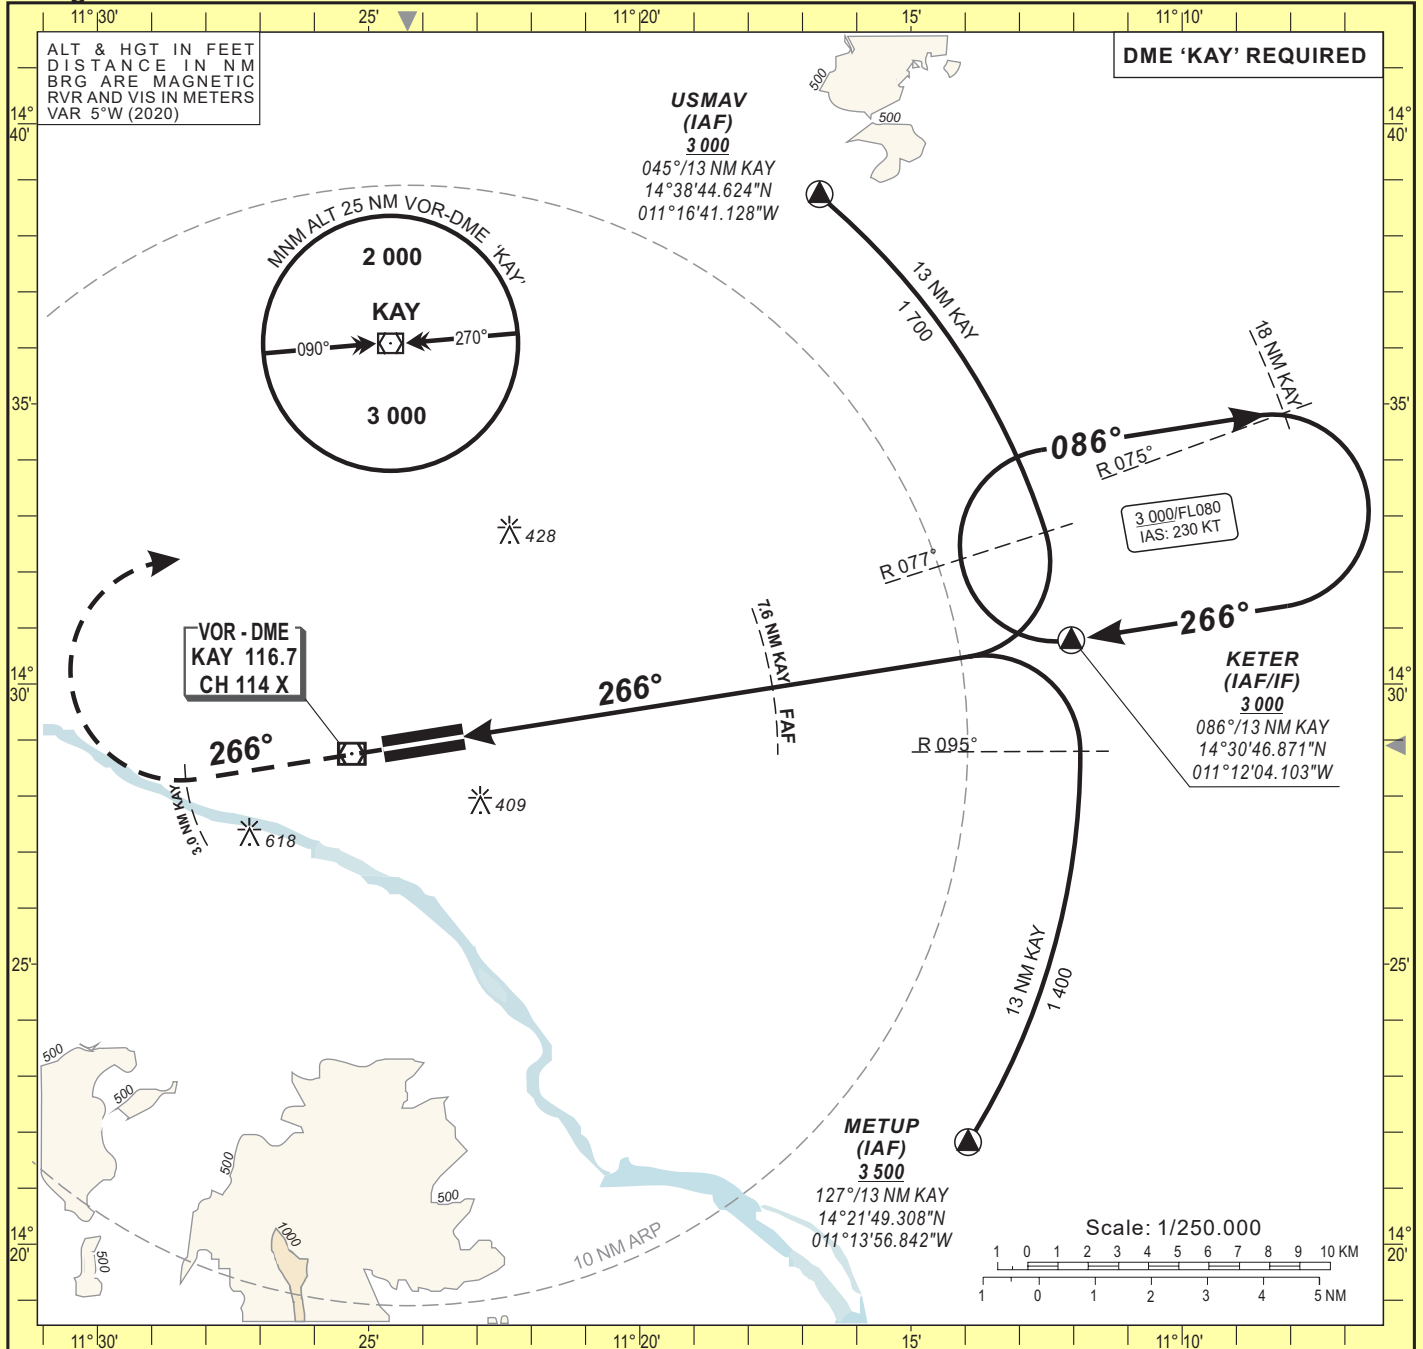 11° 30'
25'
11° 20'
15'
11° 10'
ALT & HGT IN FEET
DISTANCE IN NM
BRG ARE MAGNETIC
RVR AND VIS IN METERS
VAR 5°W (2020)
DME ‘KAY’ REQUIRED
14°
40'
14°
40'
500
500
USMAV
(IAF)
3 000
045°/13 NM KAY
14°38'44.624"N
011°16'41.128"W
MNM ALT 25 NM VOR-DME ‘KAY’
2 000
KAY
090°
270°
3 000
13 NM KAY
1 700
18 NM KAY
35'
35'
086°
R 075°
3 000/FL080
IAS: 230 KT
R 077°
428
7.6 NM KAY
FAF
266°
VOR - DME
KAY 116.7
CH 114 X
14°
30'
14°
30'
266°
266°
KETER
(IAF/IF)
3 000
086°/13 NM KAY
14°30'46.871"N
011°12'04.103"W
R 095°
3.0 NM KAY
409
618
25'
25'
13 NM KAY
1 400
500
500
500
500
1000
500
METUP
(IAF)
3 500
127°/13 NM KAY
14°21'49.308"N
011°13'56.842"W
10 NM ARP
14°
20'
14°
20'
Scale: 1/250.000
1 0 1 2 3 4 5 6 7 8 9 10 KM
1 0 1 2 3 4 5 NM
11° 30'
25'
11° 20'
15'
11° 10'